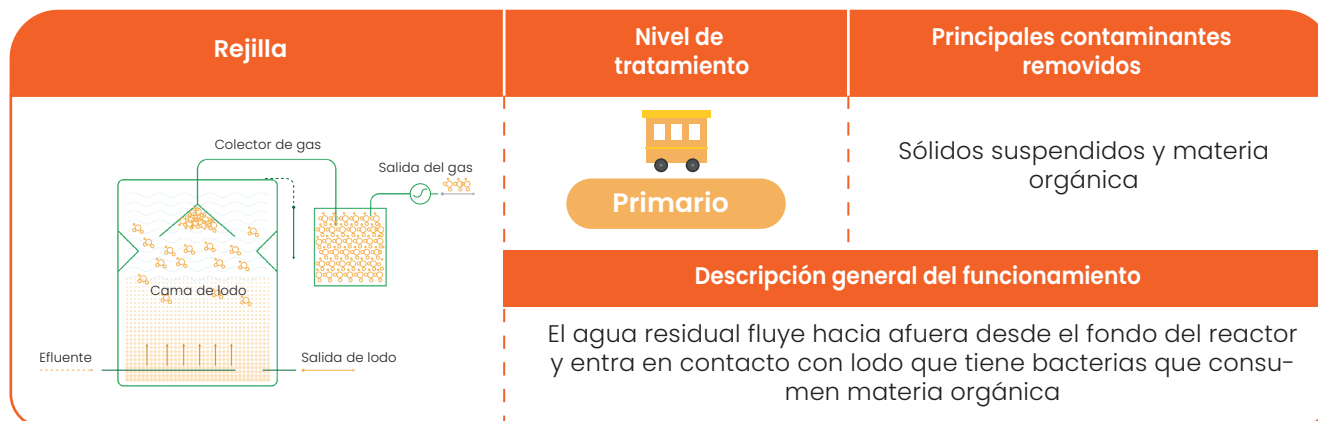 Rejilla
Nivel de
tratamiento
Principales contaminantes
removidos
Colector de gas
Salida del gas
Cama de lodo
Efluente
Salida de lodo
Primario
Sólidos suspendidos y materia
orgánica
Descripción general del funcionamiento
El agua residual fluye hacia afuera desde el fondo del reactor
y entra en contacto con lodo que tiene bacterias que consu-
men materia orgánica